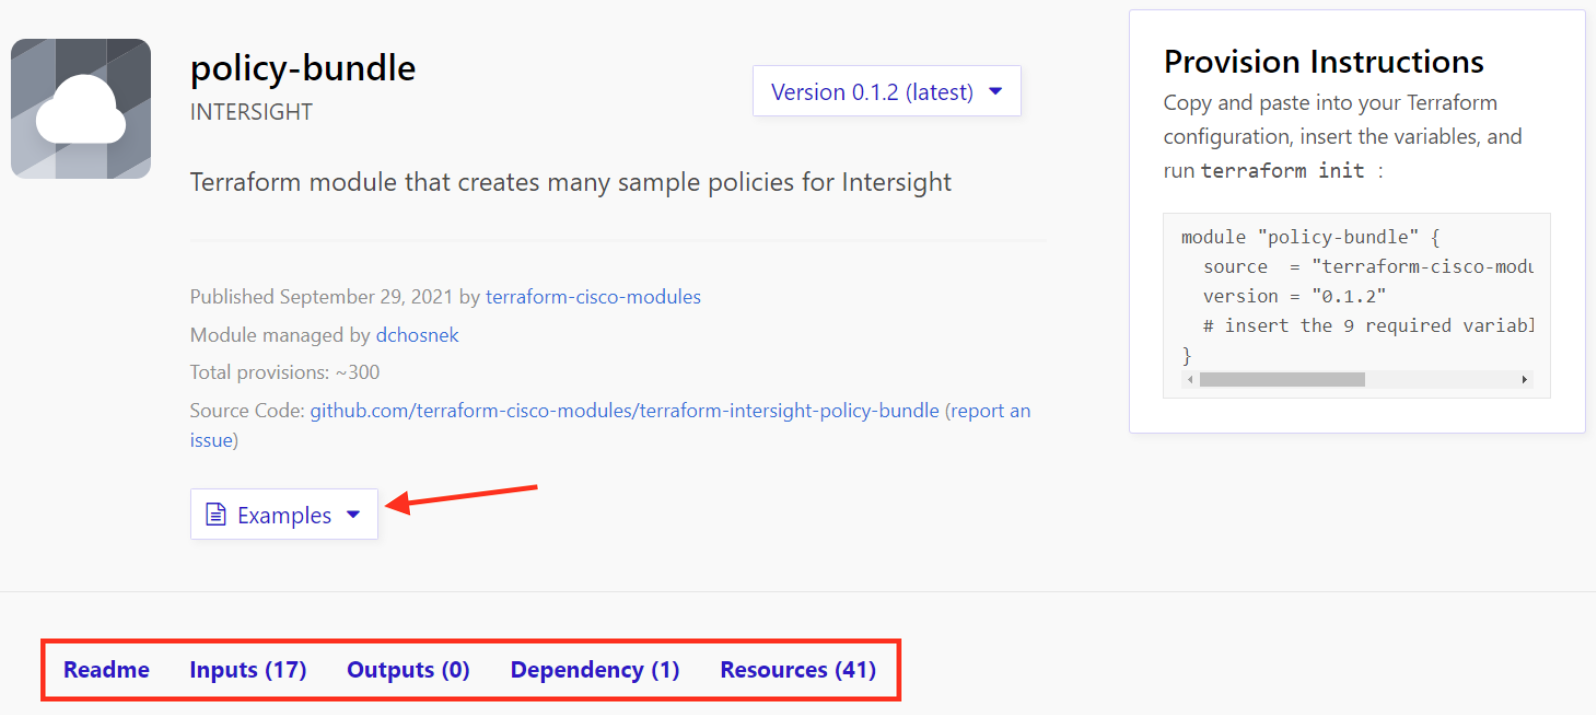 policy-bundle
INTERSIGHT
Version 0.1.2 (latest)
Terraform module that creates many sample policies for Intersight
Published September 29, 2021 by terraform-cisco-modules
Module managed by dchosnek
Total provisions: ~300
Source Code: github.com/terraform-cisco-modules/terraform-intersight-policy-bundle (report an
issue)
Examples
Provision Instructions
Copy and paste into your Terraform
configuration, insert the variables, and
run terraform init :
module "policy-bundle" {
source = "terraform-cisco-modu
version = "0.1.2"
# insert the 9 required variabl
}
Readme Inputs (17) Outputs (0) Dependency (1) Resources (41)